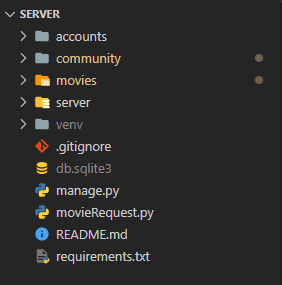 SERVER
accounts
community
movies
server
venv
.gitignore
db.sqlite3
manage.py
movieRequest.py
README.md
requirements.txt